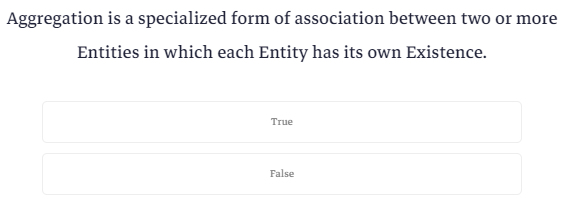 Aggregation is a specialized form of association between two or more
Entities in which each Entity has its own Existence.
True
False